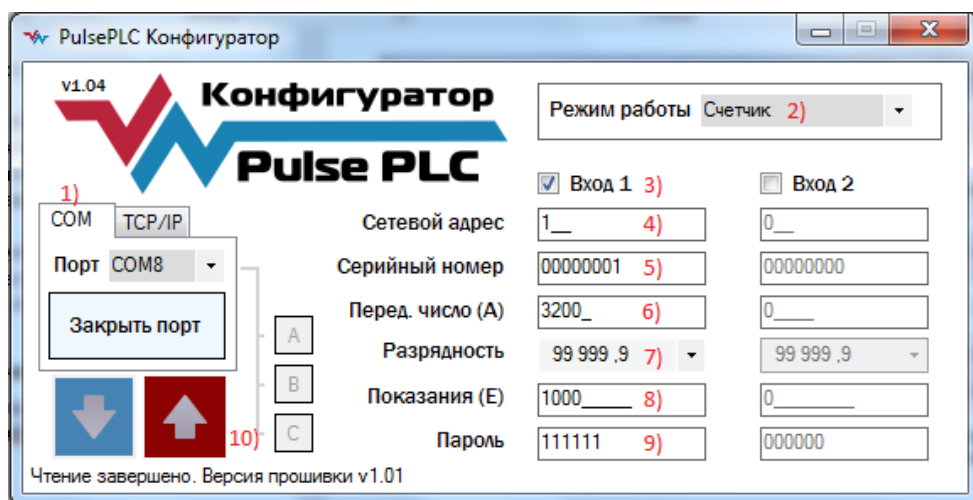 PulsePLC Конфигуратор
v1.04
Конфигуратор
Pulse PLC
Режим работы Счетчик 2)
Вход 1 3) Вход 2
1)
COM TCP/IP
Сетевой адрес 1__ 4) 0__
Порт COM8
Серийный номер 00000001 5) 00000000
Закрыть порт
Перед. число (A) 3200_ 6) 0____
A
Разрядность 99 999 ,9 7) 99 999 ,9
B
Показания (E) 1000_____ 8) 0________
10) C
Пароль 111111 9) 000000
Чтение завершено. Версия прошивки v1.01